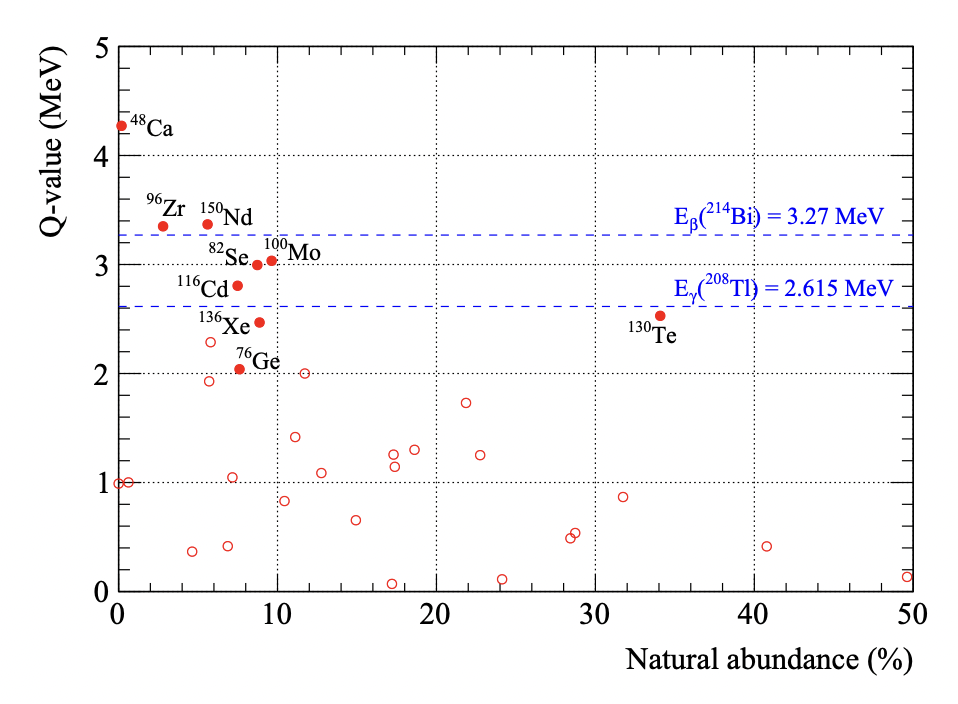 Q-value (MeV)
5
4
3
2
1
0
⁴⁸Ca
⁹⁶Zr
¹⁵⁰Nd
⁸²Se
¹⁰⁰Mo
¹¹⁶Cd
¹³⁶Xe
⁷⁶Ge
¹³⁰Te
Eᵦ(²¹⁴Bi) = 3.27 MeV
Eᵧ(²⁰⁸Tl) = 2.615 MeV
0 10 20 30 40 50
Natural abundance (%)